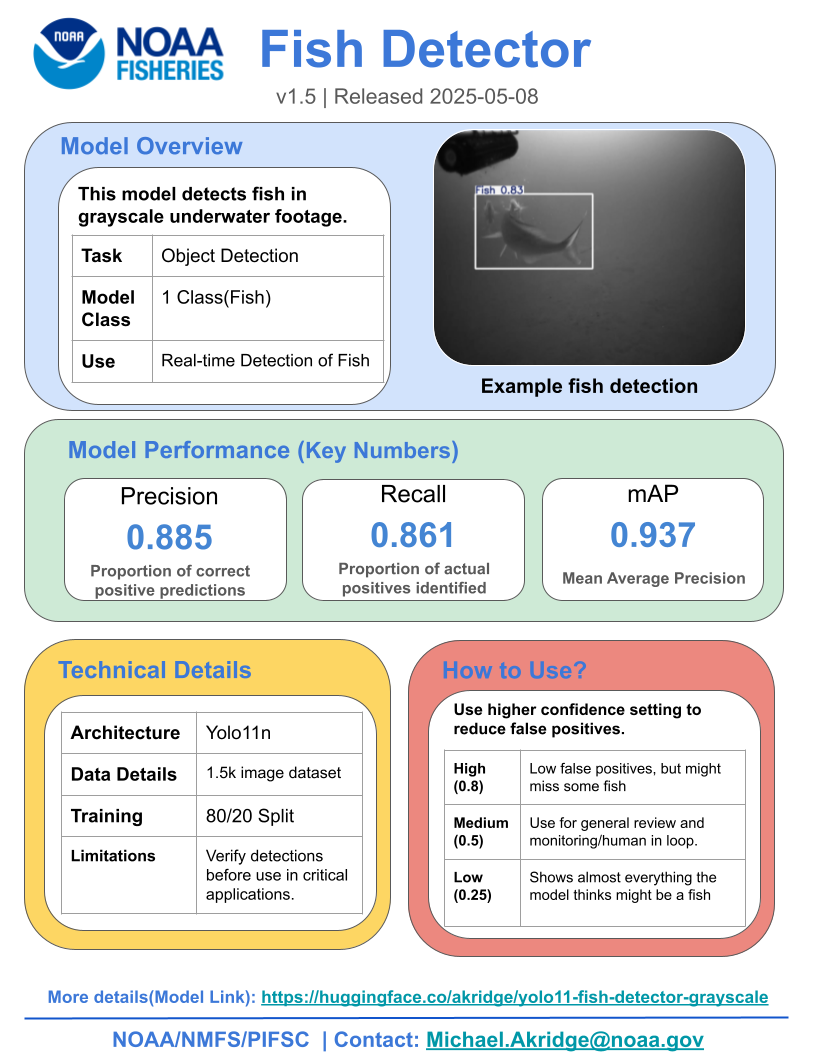 NOAA
NOAA
FISHERIES
Fish Detector
v1.5 | Released 2025-05-08
Model Overview
This model detects fish in
grayscale underwater footage.
Task
Object Detection
Model
Class
1 Class(Fish)
Use
Real-time Detection of Fish
Fish 0.83
Example fish detection
Model Performance (Key Numbers)
Precision
0.885
Proportion of correct
positive predictions
Recall
0.861
Proportion of actual
positives identified
mAP
0.937
Mean Average Precision
Technical Details
Architecture
Yolo11n
Data Details
1.5k image dataset
Training
80/20 Split
Limitations
Verify detections
before use in critical
applications.
How to Use?
Use higher confidence setting to
reduce false positives.
High
(0.8)
Low false positives, but might
miss some fish
Medium
(0.5)
Use for general review and
monitoring/human in loop.
Low
(0.25)
Shows almost everything the
model thinks might be a fish
More details(Model Link): https://huggingface.co/akridge/yolo11-fish-detector-grayscale
NOAA/NMFS/PIFSC | Contact: Michael.Akridge@noaa.gov